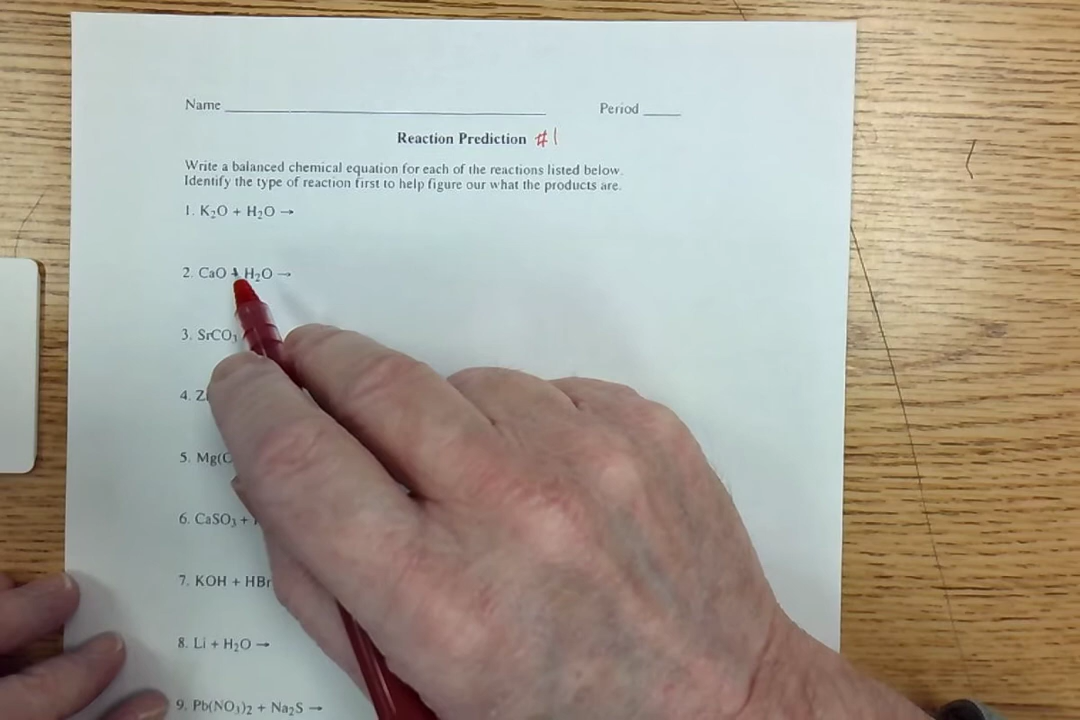 Name ________ Period ____
Reaction Prediction #1
Write a balanced chemical equation for each of the reactions listed below.
Identify the type of reaction first to help figure our what the products are.
1. K₂O + H₂O →
2. CaO + H₂O →
3. SrCO₃
4.
5. Mg(
6. CaSO₃ +
7. KOH + HBr
8. Li + H₂O →
9. Pb(NO₃)₂ + Na₂S →